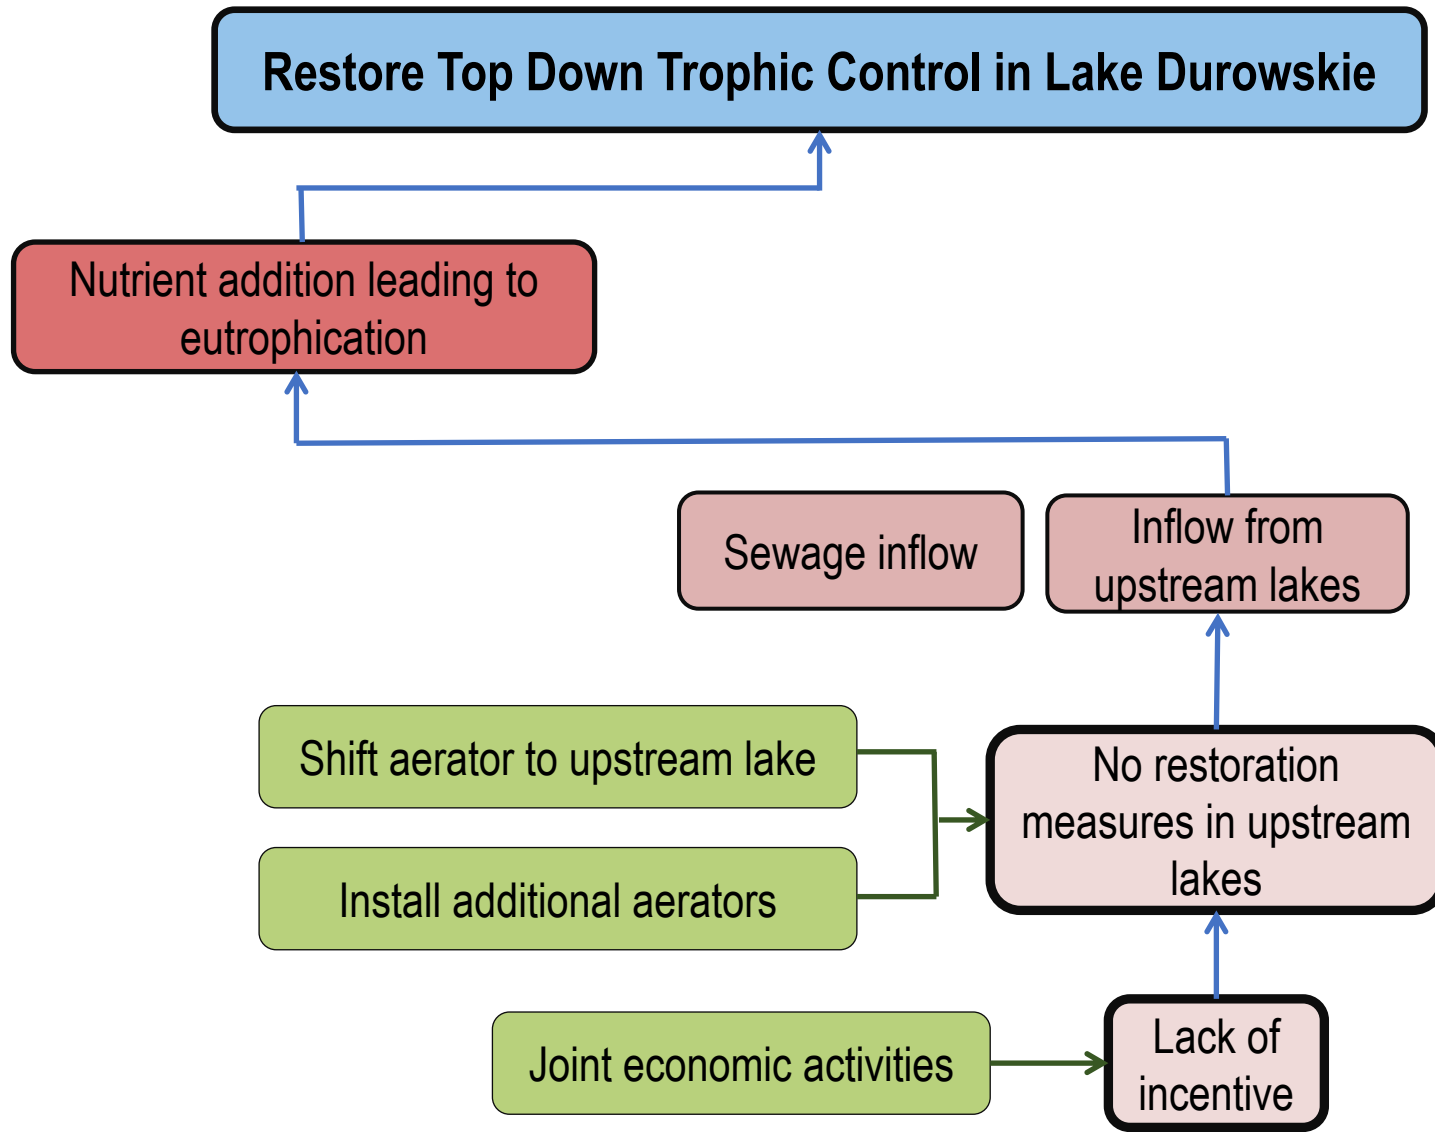 Restore Top Down Trophic Control in Lake Durowskie
Nutrient addition leading to
eutrophication
Sewage inflow
Inflow from
upstream lakes
Shift aerator to upstream lake
Install additional aerators
No restoration
measures in upstream
lakes
Joint economic activities
Lack of
incentive